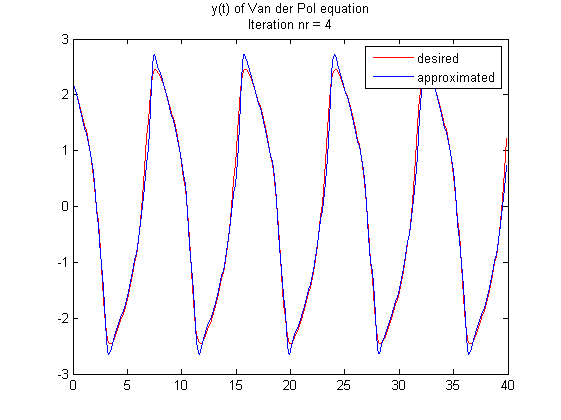 y(t) of Van der Pol equation
Iteration nr = 4
desired
approximated
3
2
1
0
-1
-2
-3
0 5 10 15 20 25 30 35 40